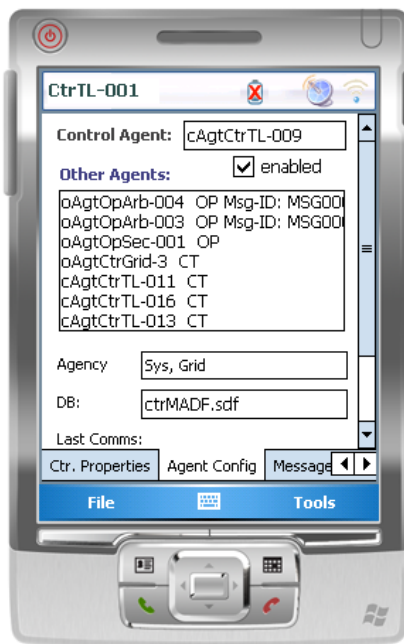 CtrTL-001
Control Agent: cAgtCtrTL-009
Other Agents: enabled
oAgtOpArb-004 OP Msg-ID: MSG00
oAgtOpArb-003 OP Msg-ID: MSG00
oAgtOpSec-001 OP
oAgtCtrGrid-3 CT
cAgtCtrTL-011 CT
cAgtCtrTL-016 CT
cAgtCtrTL-013 CT
Agency Sys, Grid
DB: ctrMADF.sdf
Last Comms:
Ctr. Properties Agent Config Message
File Tools